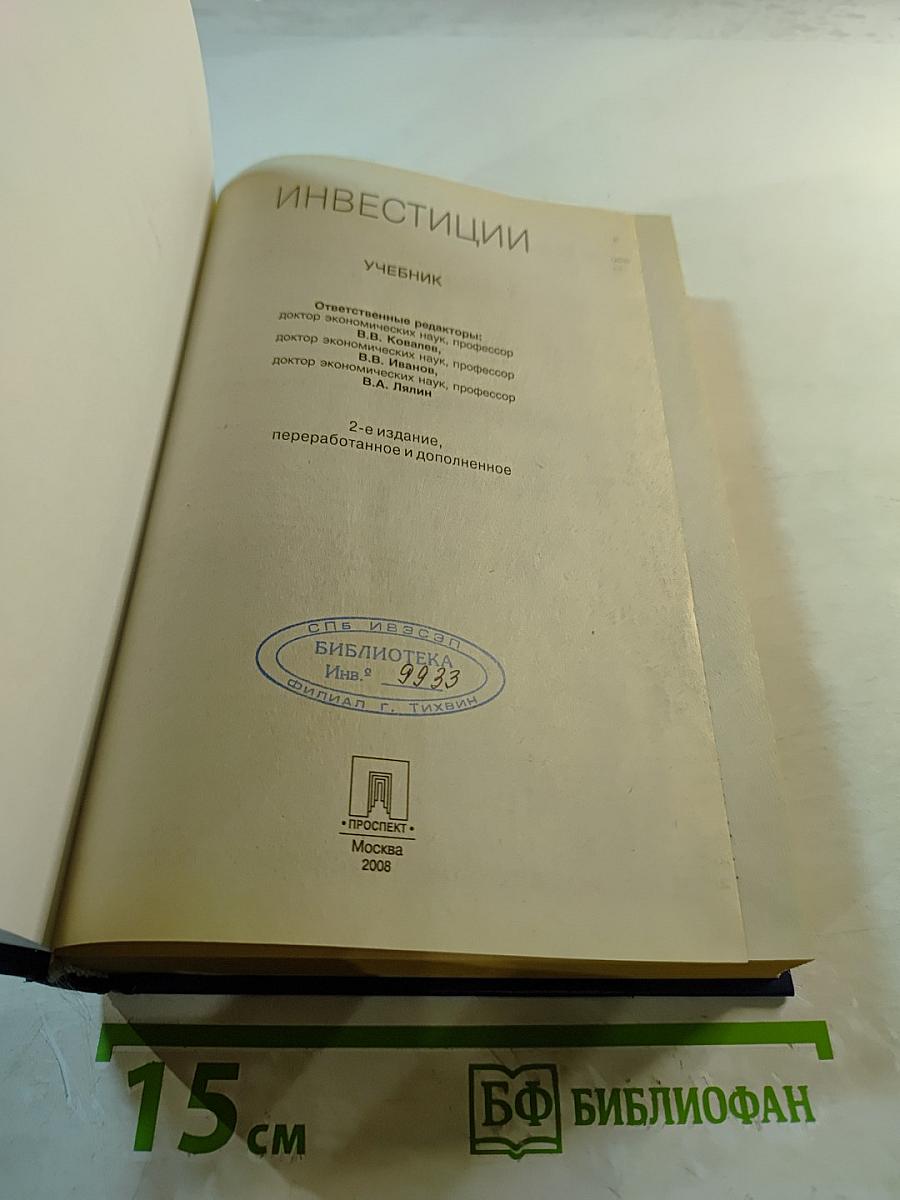 ИНВЕСТИЦИИ
УЧЕБНИК
Ответственные редакторы:
доктор экономических наук, профессор
В.В. Ковалев,
доктор экономических наук, профессор
В.В. Иванов,
доктор экономических наук, профессор
В.А. Лялин
2-е издание,
переработанное и дополненное
СПБ ИВЭСЭП
БИБЛИОТЕКА
Инв.º 9933
ФИЛИАЛ г. ТИХВИН
• ПРОСПЕКТ •
Москва
2008
15 см
БФ БИБЛИОФАН